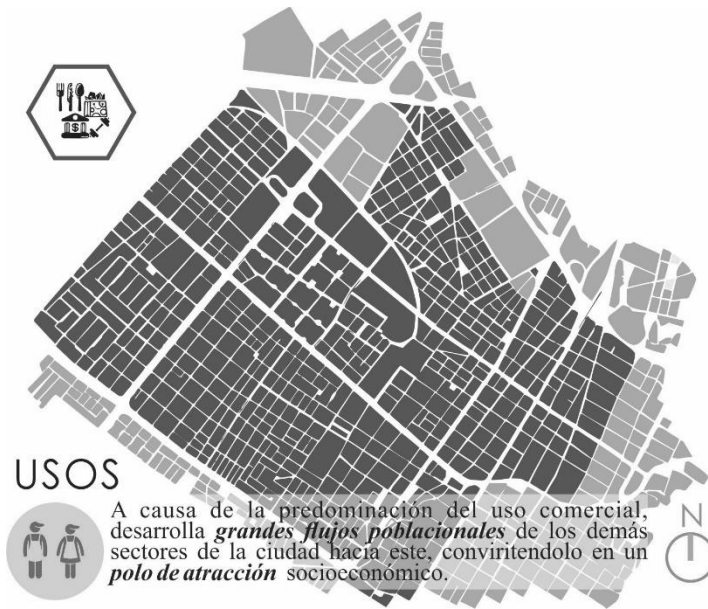 USOS
A causa de la predominación del uso comercial,
desarrolla grandes flujos poblacionales de los demás
sectores de la ciudad hacia este, conviritendolo en un
polo de atracción socioeconómico.
N